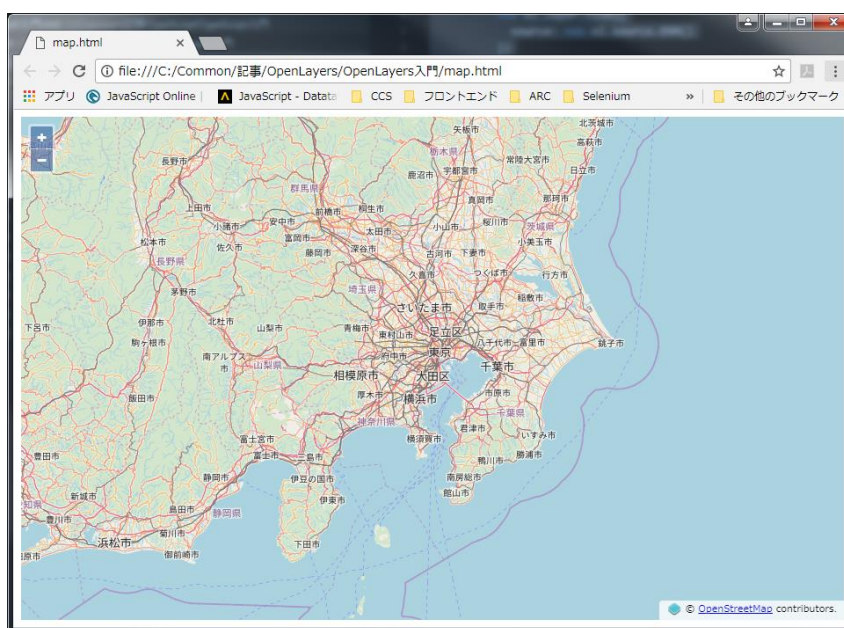 map.html
file:///C:/Common/記事/OpenLayers/OpenLayers入門/map.html
アプリ JavaScript Online | JavaScript - Datata CCS フロントエンド ARC Selenium » その他のブックマーク
+
−
北茨城市
矢板市
高萩市
栃木県
長野市
常陸大宮市
日立市
鹿沼市
宇都宮市
群馬県
真岡市
那珂市
上田市
前橋市
桐生市
小諸市
安中市
太田市
小山市
桜川市
茨城県
松本市
佐久市
富岡市
藤岡市
深谷市
古河市
下妻市
小美玉市
長野県
久喜市
つくば市
行方市
茅野市
埼玉県
さいたま市
取手市
稲敷市
下呂市
伊那市
駒ヶ根市
北杜市
山梨市
青梅市
東村山市
足立区
八千代市
富里市
銚子市
南アルプス
市
山梨県
府中市
東京
千葉市
飯田市
相模原市
大田区
厚木市
横浜市
市原市
神奈川県
千葉県
富士宮市
横須賀市
君津市
いすみ市
豊田市
富士市
三島市
鴨川市
勝浦市
静岡市
伊豆の国市
南房総市
新城市
伊東市
館山市
知県
島田市
静岡県
豊川市
菊川市
浜松市
下田市
原市
御前崎市
© OpenStreetMap contributors.